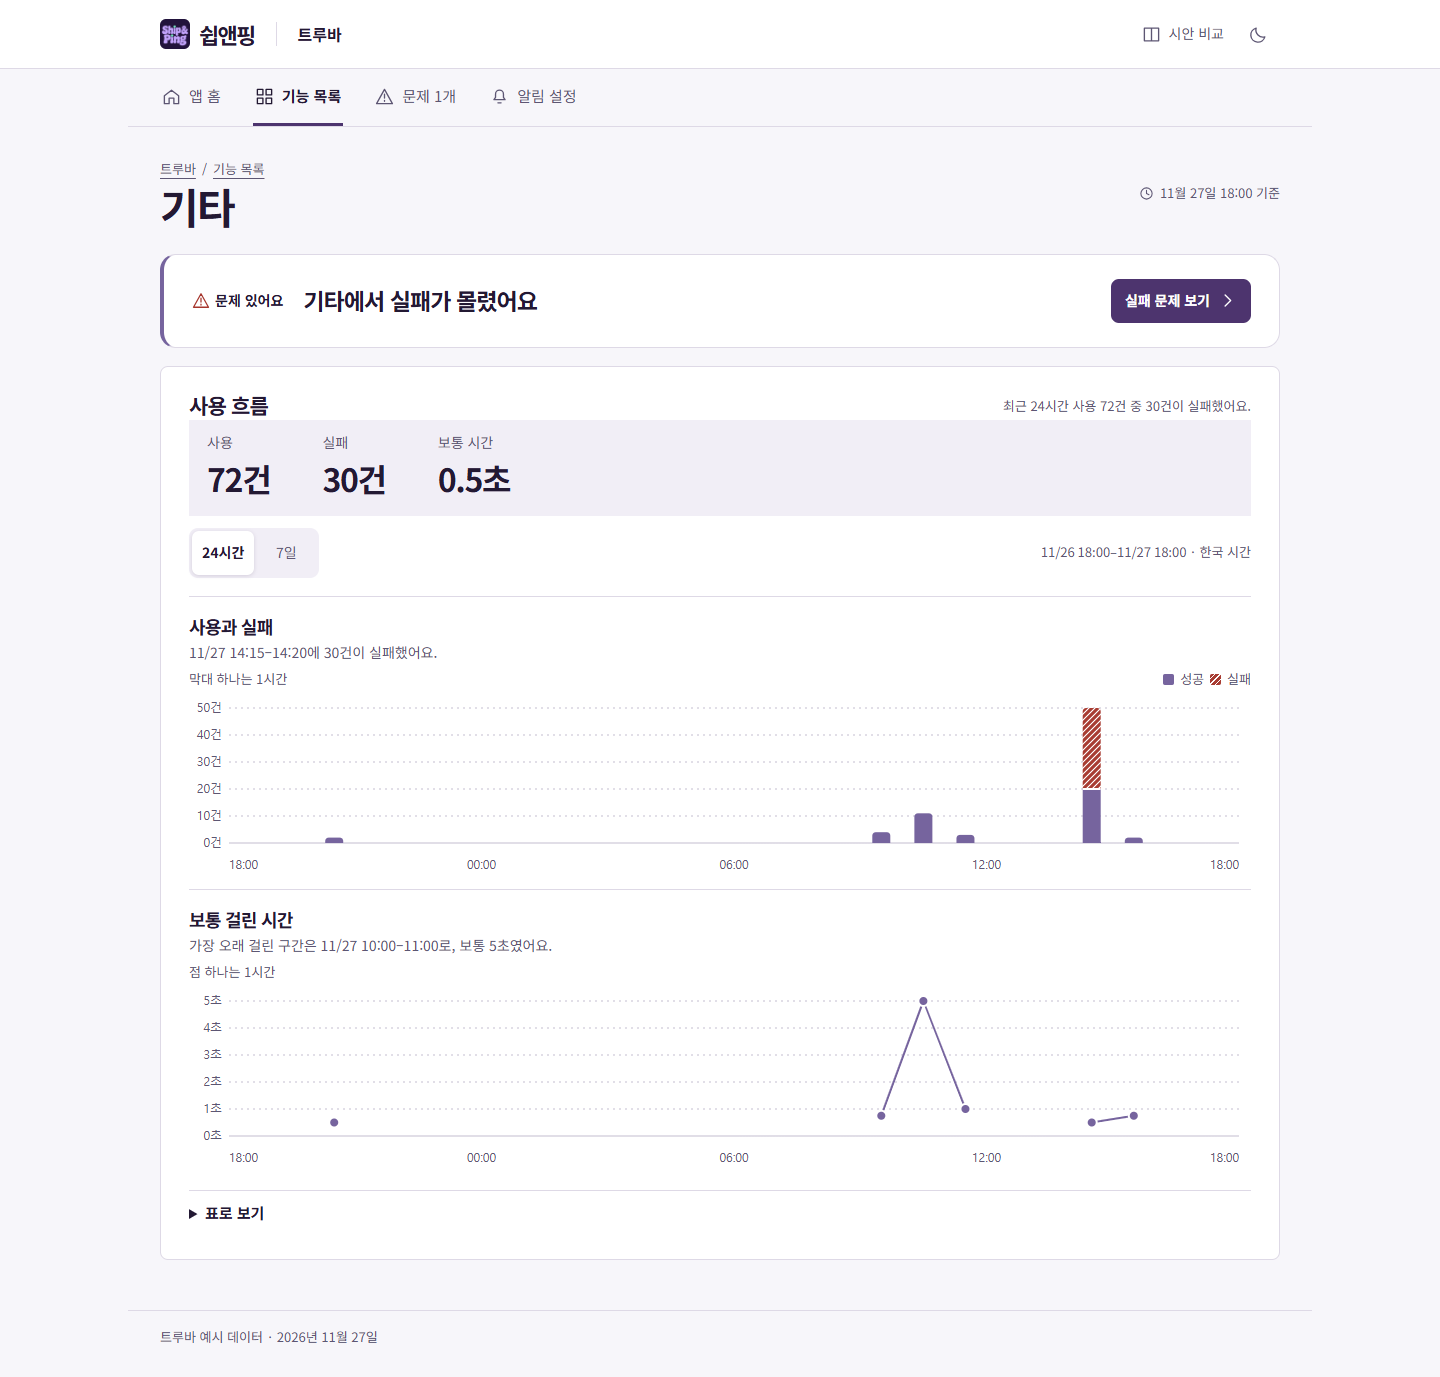 Ship&
Ping
쉽앤핑
트루바
시안 비교
앱 홈
기능 목록
문제 1개
알림 설정
트루바 / 기능 목록
기타
11월 27일 18:00 기준
문제 있어요
기타에서 실패가 몰렸어요
실패 문제 보기
사용 흐름
최근 24시간 사용 72건 중 30건이 실패했어요.
사용
실패
보통 시간
72건
30건
0.5초
24시간
7일
11/26 18:00–11/27 18:00 · 한국 시간
사용과 실패
11/27 14:15–14:20에 30건이 실패했어요.
막대 하나는 1시간
성공
실패
50건
40건
30건
20건
10건
0건
18:00
00:00
06:00
12:00
18:00
보통 걸린 시간
가장 오래 걸린 구간은 11/27 10:00–11:00로, 보통 5초였어요.
점 하나는 1시간
5초
4초
3초
2초
1초
0초
18:00
00:00
06:00
12:00
18:00
표로 보기
트루바 예시 데이터 · 2026년 11월 27일